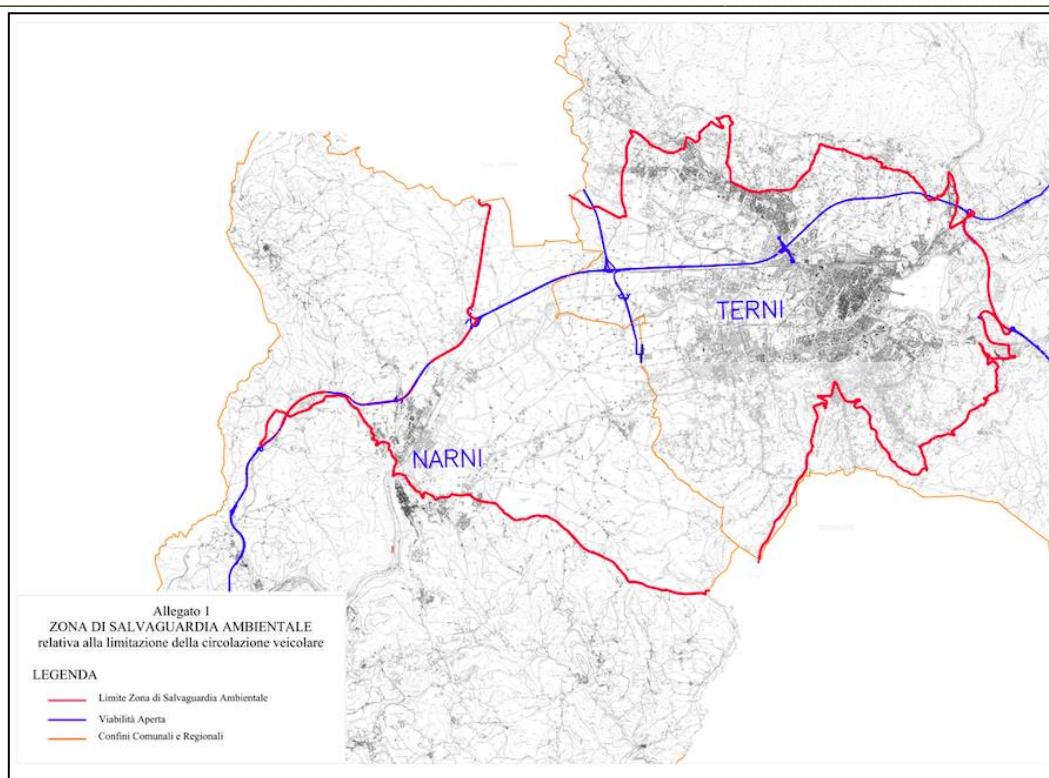 TERNI
NARNI
Allegato 1
ZONA DI SALVAGUARDIA AMBIENTALE
relativa alla limitazione della circolazione veicolare
LEGENDA
Limite Zona di Salvaguardia Ambientale
Viabilità Aperta
Confini Comunali e Regionali